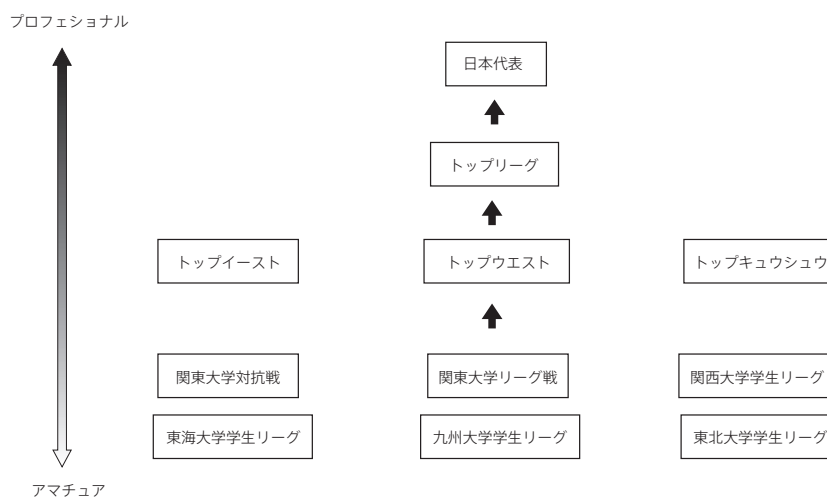 プロフェショナル
日本代表
トップリーグ
トップイースト
トップウエスト
トップキュウシュウ
関東大学対抗戦
関東大学リーグ戦
関西大学学生リーグ
東海大学学生リーグ
九州大学学生リーグ
東北大学学生リーグ
アマチュア